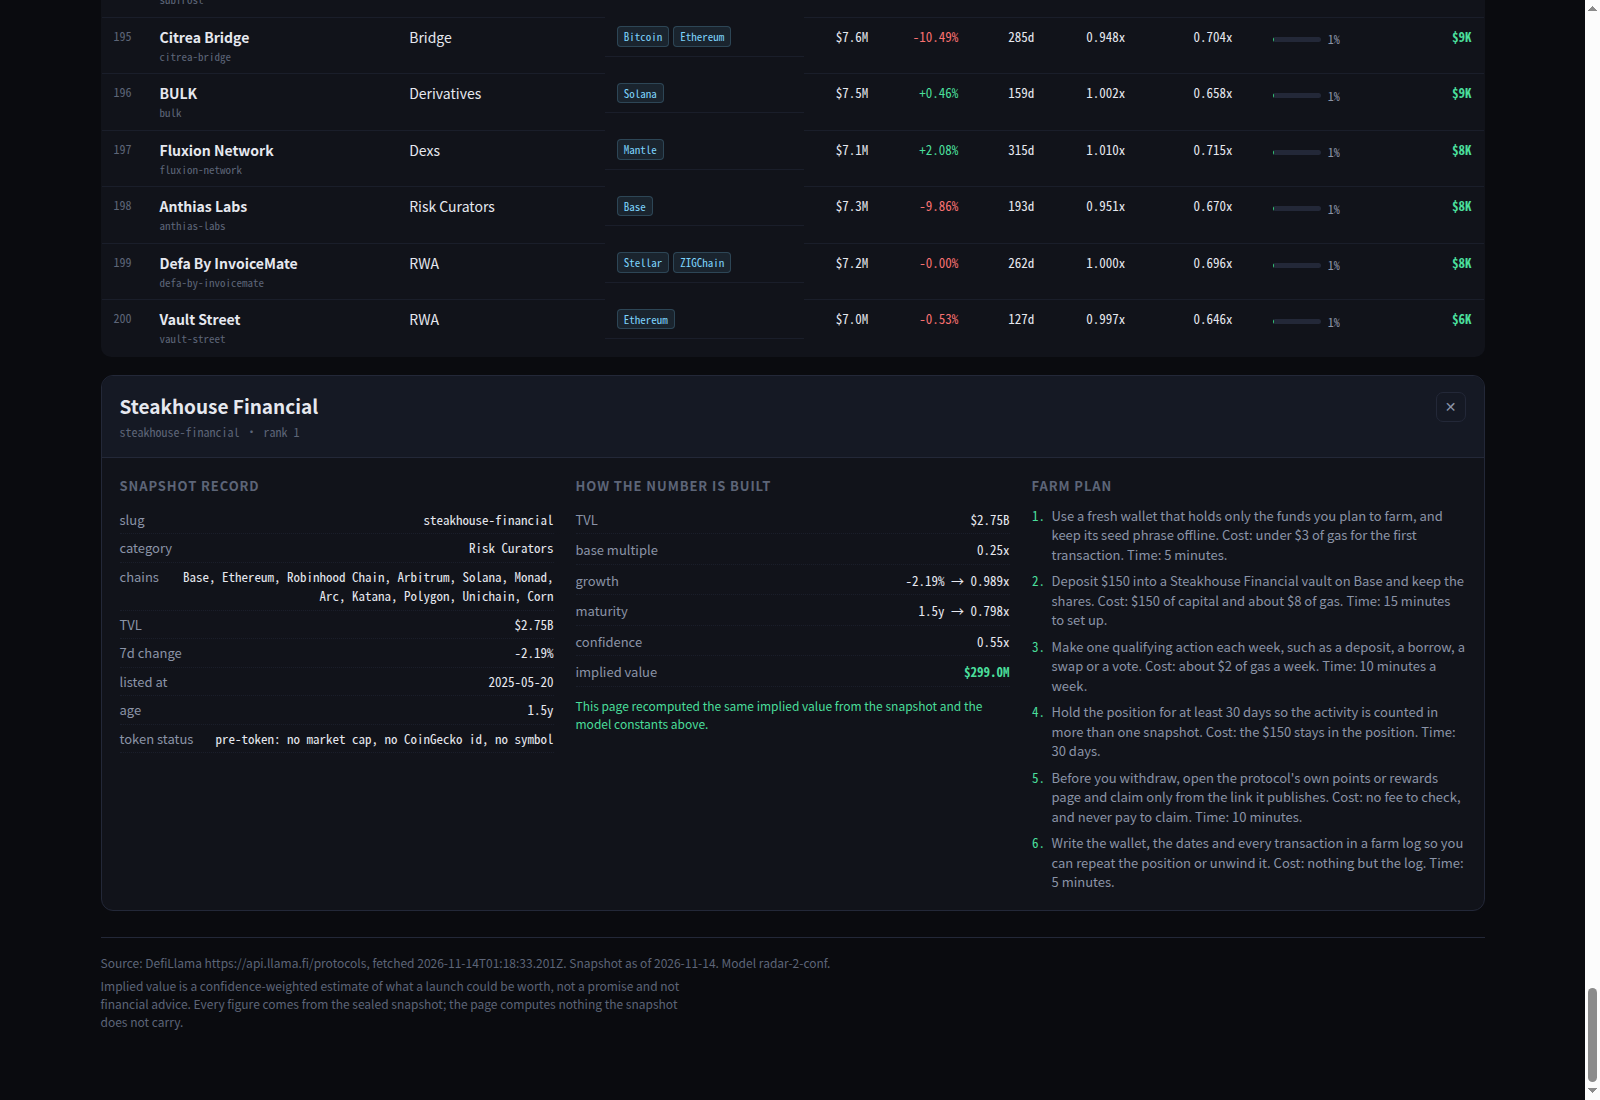 subfrost
195 Citrea Bridge Bridge Bitcoin Ethereum $7.6M -10.49% 285d 0.948x 0.704x 1% $9K
citrea-bridge
196 BULK Derivatives Solana $7.5M +0.46% 159d 1.002x 0.658x 1% $9K
bulk
197 Fluxion Network Dexs Mantle $7.1M +2.08% 315d 1.010x 0.715x 1% $8K
fluxion-network
198 Anthias Labs Risk Curators Base $7.3M -9.86% 193d 0.951x 0.670x 1% $8K
anthias-labs
199 Defa By InvoiceMate RWA Stellar ZIGChain $7.2M -0.00% 262d 1.000x 0.696x 1% $8K
defa-by-invoicemate
200 Vault Street RWA Ethereum $7.0M -0.53% 127d 0.997x 0.646x 1% $6K
vault-street
Steakhouse Financial
✕
steakhouse-financial • rank 1
SNAPSHOT RECORD
slug steakhouse-financial
category Risk Curators
chains Base, Ethereum, Robinhood Chain, Arbitrum, Solana, Monad,
Arc, Katana, Polygon, Unichain, Corn
TVL $2.75B
7d change -2.19%
listed at 2025-05-20
age 1.5y
token status pre-token: no market cap, no CoinGecko id, no symbol
HOW THE NUMBER IS BUILT
TVL $2.75B
base multiple 0.25x
growth -2.19% → 0.989x
maturity 1.5y → 0.798x
confidence 0.55x
implied value $299.0M
This page recomputed the same implied value from the snapshot and the
model constants above.
FARM PLAN
1. Use a fresh wallet that holds only the funds you plan to farm, and
keep its seed phrase offline. Cost: under $3 of gas for the first
transaction. Time: 5 minutes.
2. Deposit $150 into a Steakhouse Financial vault on Base and keep the
shares. Cost: $150 of capital and about $8 of gas. Time: 15 minutes
to set up.
3. Make one qualifying action each week, such as a deposit, a borrow, a
swap or a vote. Cost: about $2 of gas a week. Time: 10 minutes a
week.
4. Hold the position for at least 30 days so the activity is counted in
more than one snapshot. Cost: the $150 stays in the position. Time:
30 days.
5. Before you withdraw, open the protocol's own points or rewards
page and claim only from the link it publishes. Cost: no fee to check,
and never pay to claim. Time: 10 minutes.
6. Write the wallet, the dates and every transaction in a farm log so you
can repeat the position or unwind it. Cost: nothing but the log. Time:
5 minutes.
Source: DefiLlama https://api.llama.fi/protocols, fetched 2026-11-14T01:18:33.201Z. Snapshot as of 2026-11-14. Model radar-2-conf.
Implied value is a confidence-weighted estimate of what a launch could be worth, not a promise and not
financial advice. Every figure comes from the sealed snapshot; the page computes nothing the snapshot
does not carry.